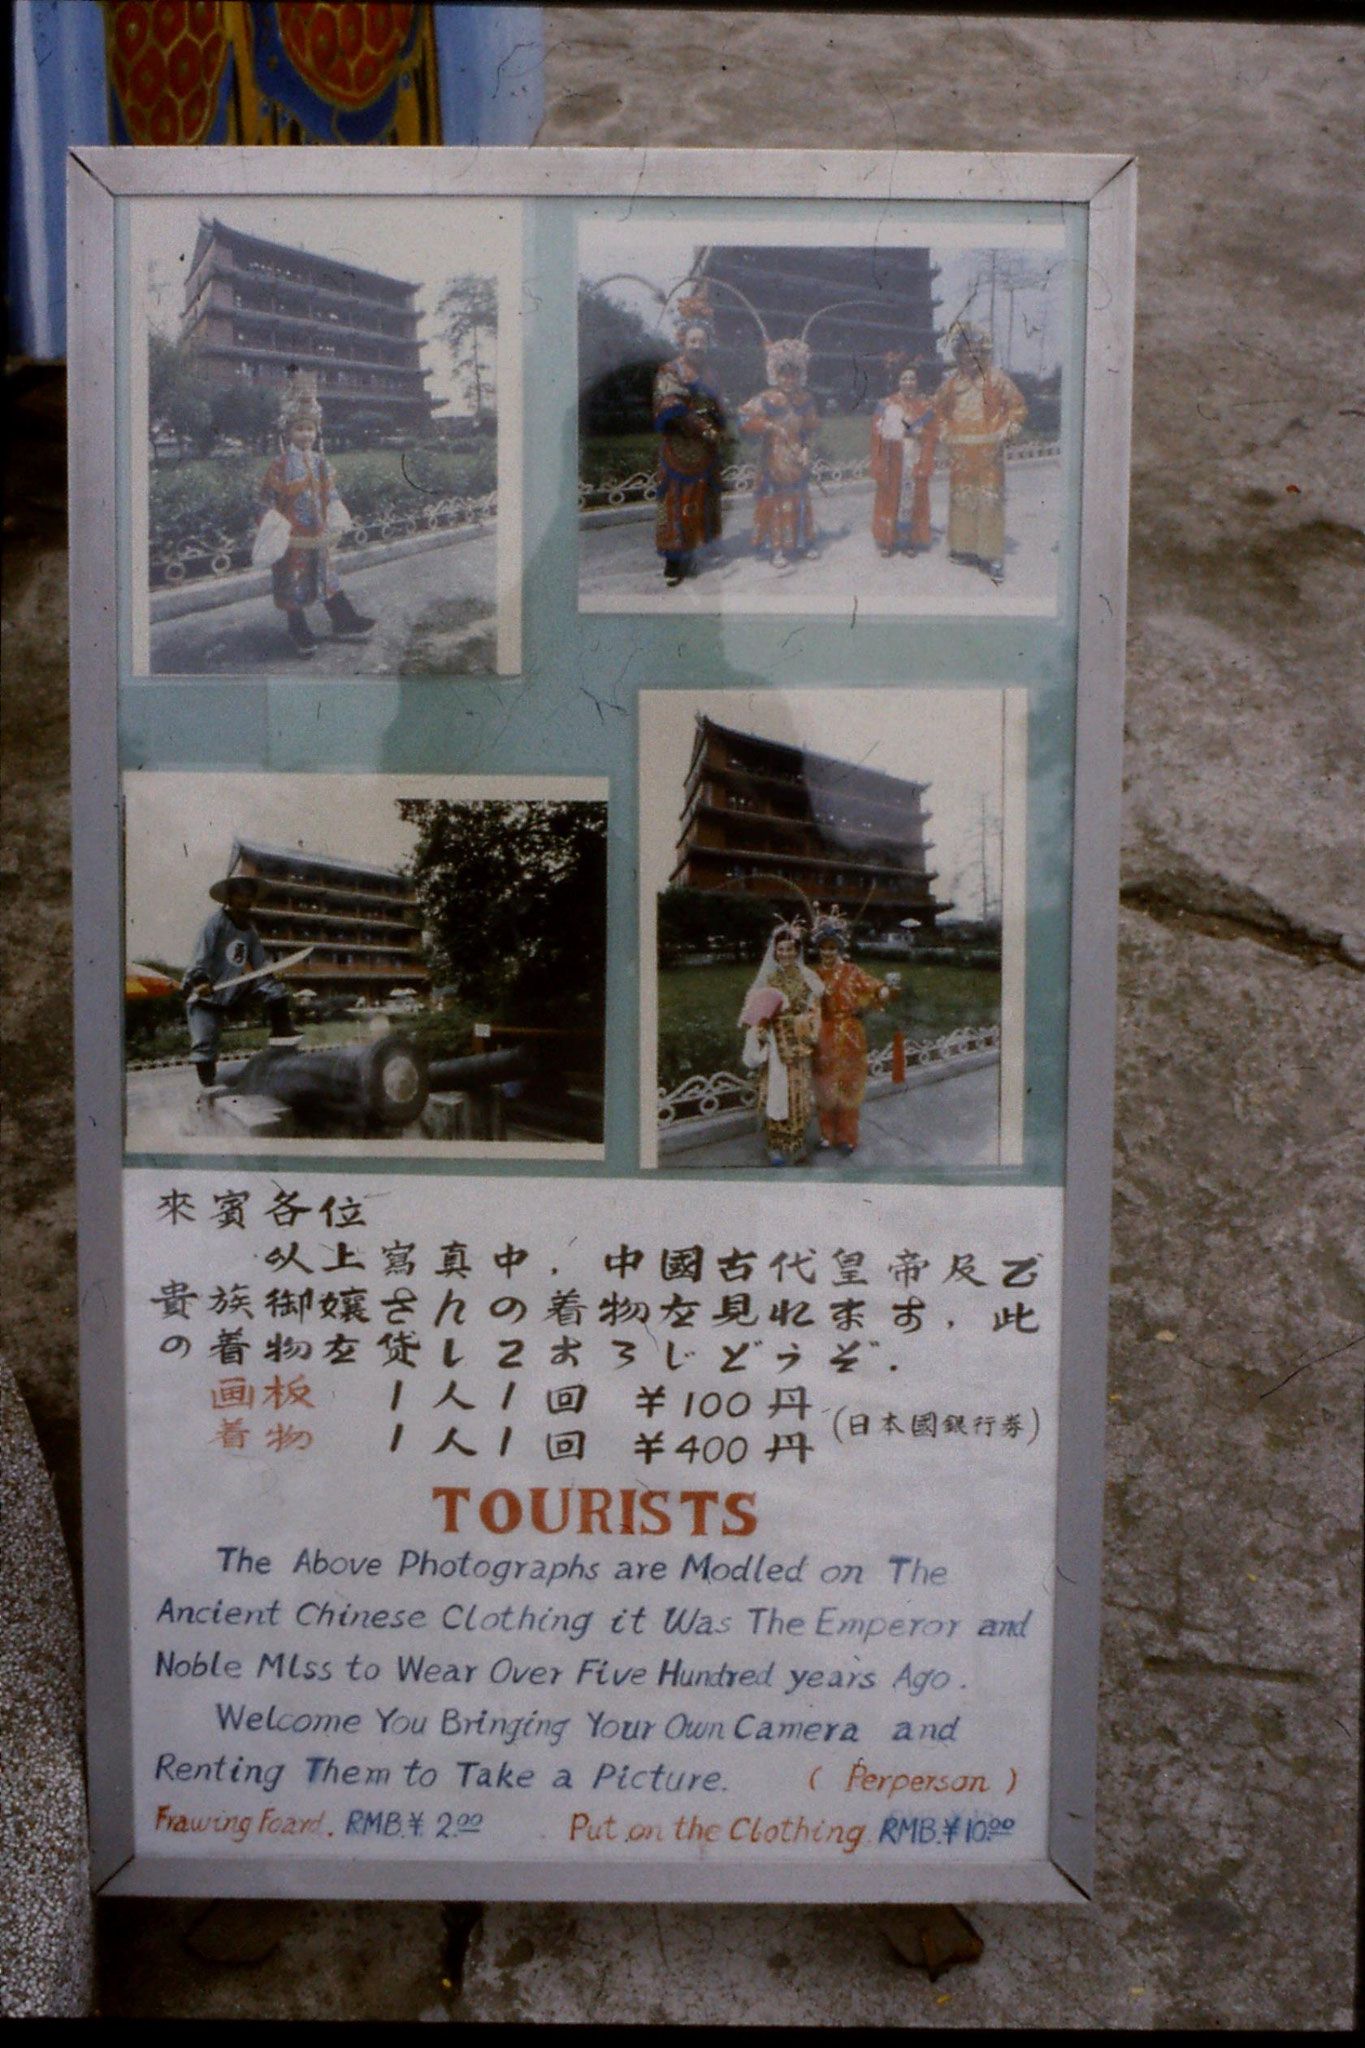 來賓各位
以上寫真中，中國古代皇帝及乙
貴族御嬢さんの着物を見れます，此
の着物を貸し2おろじどうぞ.
画板 1人1回 ¥100円
着物 1人1回 ¥400円
(日本國銀行券)
TOURISTS
The Above Photographs are Modled on The
Ancient Chinese Clothing it Was The Emperor and
Noble Mlss to Wear Over Five Hundred years Ago.
Welcome You Bringing Your Own Camera and
Renting Them to Take a Picture. ( Perperson )
Frawing Foard. RMB.¥ 2.00 Put on the Clothing. RMB.¥10.00